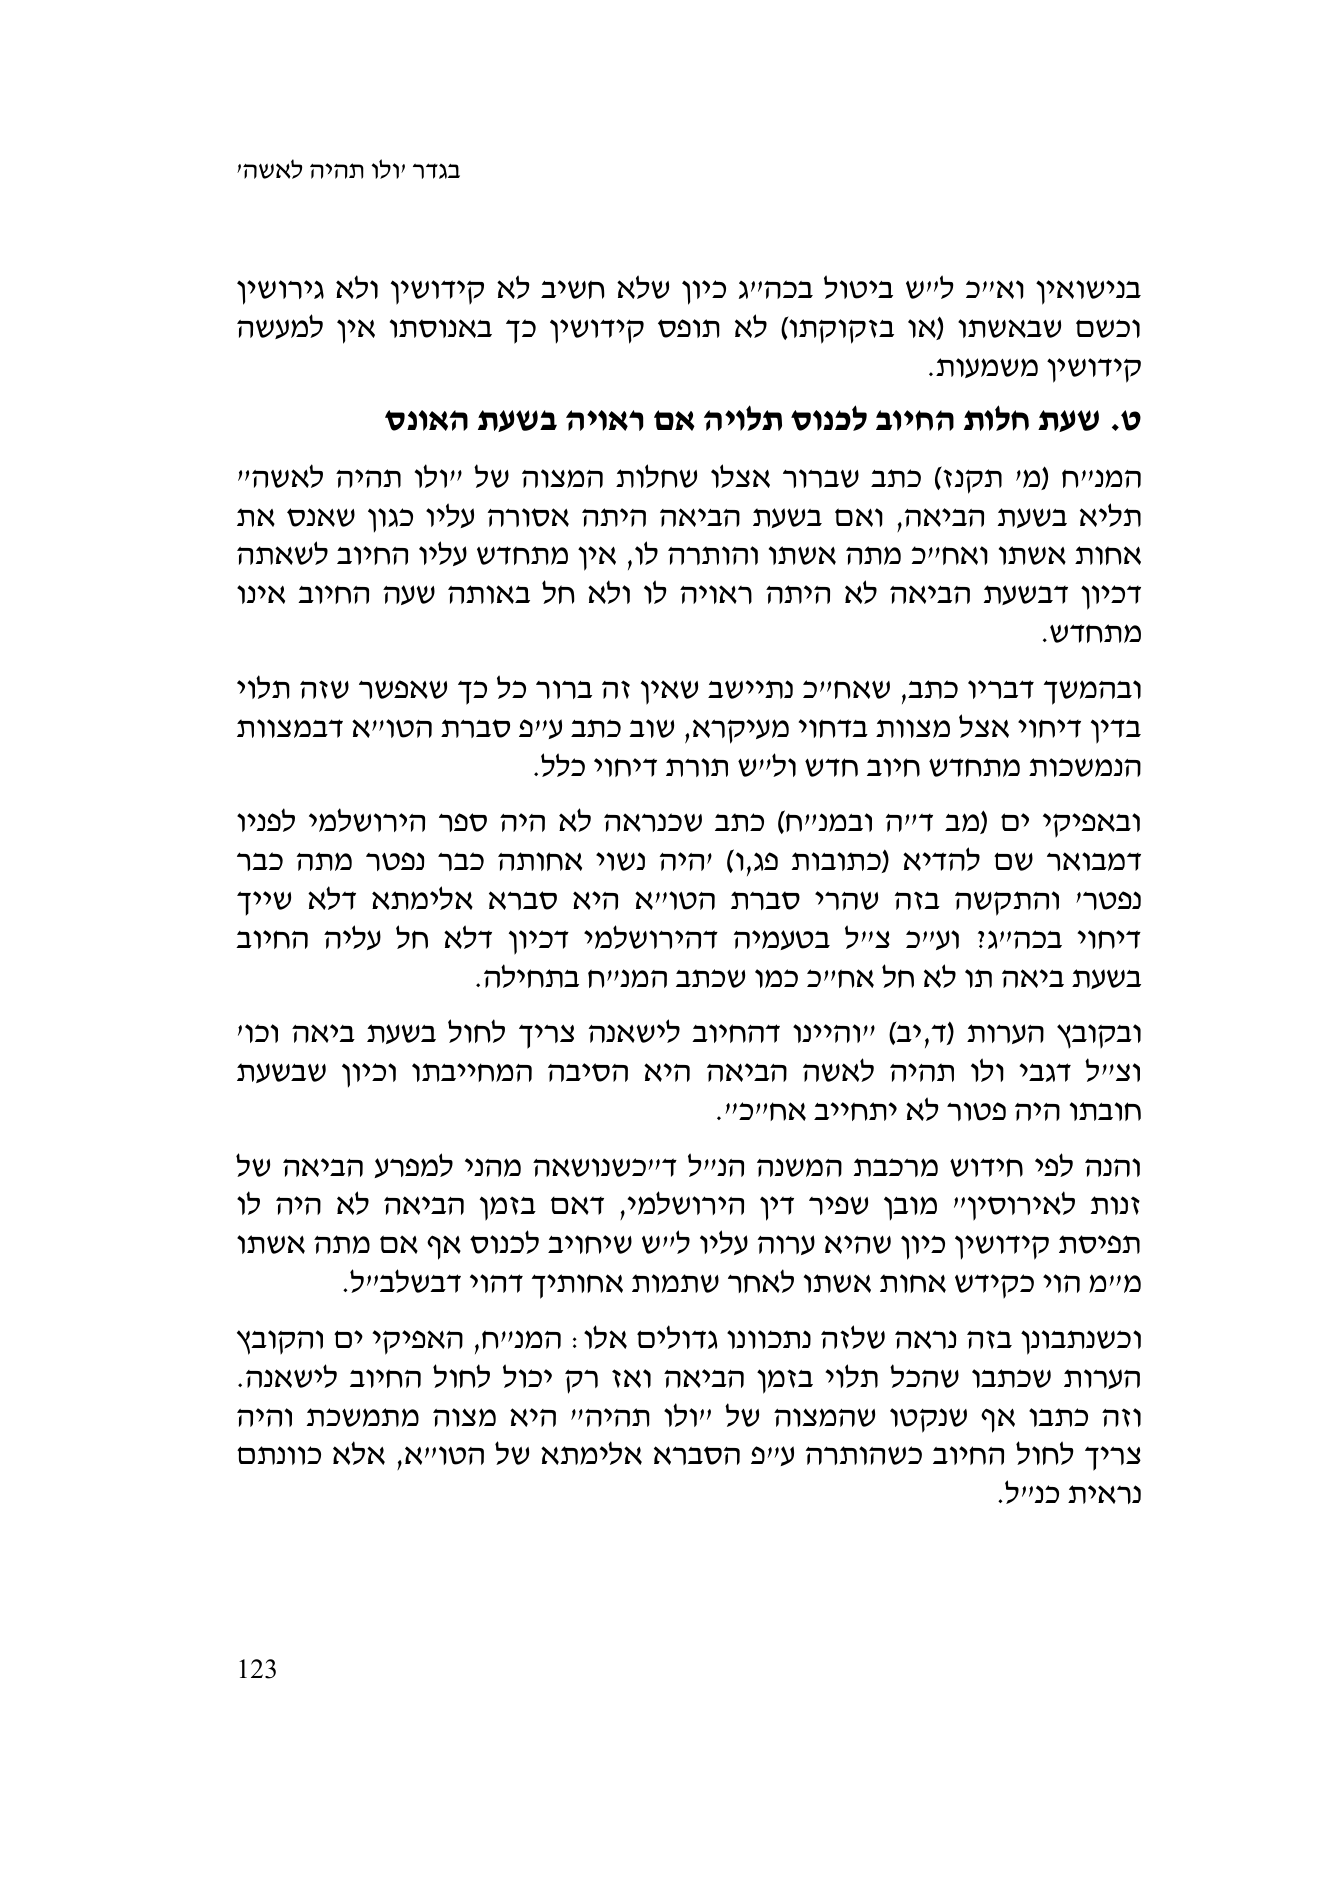 בגדר 'ולו תהיה לאשה'
בנישואין וא"כ ל"ש ביטול בכה"ג כיון שלא חשיב לא קידושין ולא גירושין
וכשם שבאשתו (או בזקוקתו) לא תופס קידושין כך באנוסתו אין למעשה
קידושין משמעות.
ט. שעת חלות החיוב לכנוס תלויה אם ראויה בשעת האונס
המנ"ח (מ' תקנז) כתב שברור אצלו שחלות המצוה של "ולו תהיה לאשה"
תליא בשעת הביאה, ואם בשעת הביאה היתה אסורה עליו כגון שאנס את
אחות אשתו ואח"כ מתה אשתו והותרה לו, אין מתחדש עליו החיוב לשאתה
דכיון דבשעת הביאה לא היתה ראויה לו ולא חל באותה שעה החיוב אינו
מתחדש.
ובהמשך דבריו כתב, שאח"כ נתיישב שאין זה ברור כל כך שאפשר שזה תלוי
בדין דיחוי אצל מצוות בדחוי מעיקרא, שוב כתב ע"פ סברת הטו"א דבמצוות
הנמשכות מתחדש חיוב חדש ול"ש תורת דיחוי כלל.
ובאפיקי ים (מב ד"ה ובמנ"ח) כתב שכנראה לא היה ספר הירושלמי לפניו
דמבואר שם להדיא (כתובות פג,ו) 'היה נשוי אחותה כבר נפטר מתה כבר
נפטר' והתקשה בזה שהרי סברת הטו"א היא סברא אלימתא דלא שייך
דיחוי בכה"ג? וע"כ צ"ל בטעמיה דהירושלמי דכיון דלא חל עליה החיוב
בשעת ביאה תו לא חל אח"כ כמו שכתב המנ"ח בתחילה.
ובקובץ הערות (ד,יב) "והיינו דהחיוב לישאנה צריך לחול בשעת ביאה וכו'
וצ"ל דגבי ולו תהיה לאשה הביאה היא הסיבה המחייבתו וכיון שבשעת
חובתו היה פטור לא יתחייב אח"כ".
והנה לפי חידוש מרכבת המשנה הנ"ל ד"כשנושאה מהני למפרע הביאה של
זנות לאירוסין" מובן שפיר דין הירושלמי, דאם בזמן הביאה לא היה לו
תפיסת קידושין כיון שהיא ערוה עליו ל"ש שיחויב לכנוס אף אם מתה אשתו
מ"מ הוי כקידש אחות אשתו לאחר שתמות אחותיך דהוי דבשלב"ל.
וכשנתבונן בזה נראה שלזה נתכוונו גדולים אלו: המנ"ח, האפיקי ים והקובץ
הערות שכתבו שהכל תלוי בזמן הביאה ואז רק יכול לחול החיוב לישאנה.
וזה כתבו אף שנקטו שהמצוה של "ולו תהיה" היא מצוה מתמשכת והיה
צריך לחול החיוב כשהותרה ע"פ הסברא אלימתא של הטו"א, אלא כוונתם
נראית כנ"ל.
123